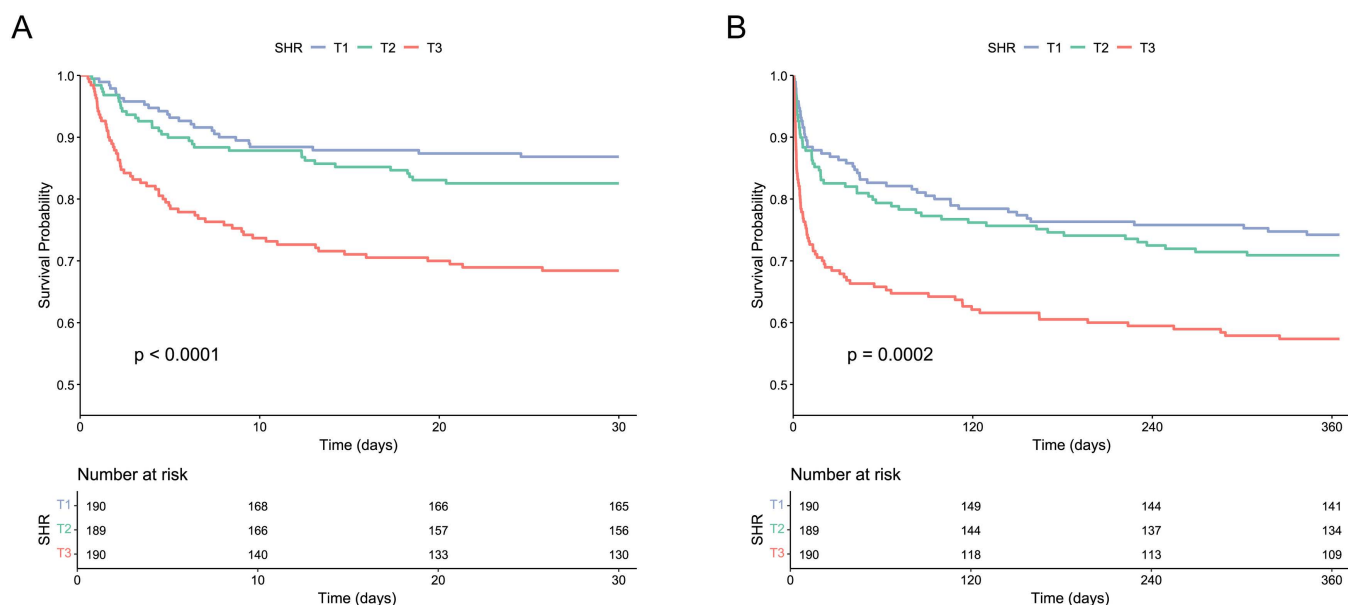 A
SHR T1 T2 T3
Survival Probability
1.0
0.9
0.8
0.7
0.6
0.5
p < 0.0001
0 10 20 30
Time (days)
Number at risk
SHR
T1 190 168 166 165
T2 189 166 157 156
T3 190 140 133 130
0 10 20 30
Time (days)
B
SHR T1 T2 T3
Survival Probability
1.0
0.9
0.8
0.7
0.6
0.5
p = 0.0002
0 120 240 360
Time (days)
Number at risk
SHR
T1 190 149 144 141
T2 189 144 137 134
T3 190 118 113 109
0 120 240 360
Time (days)